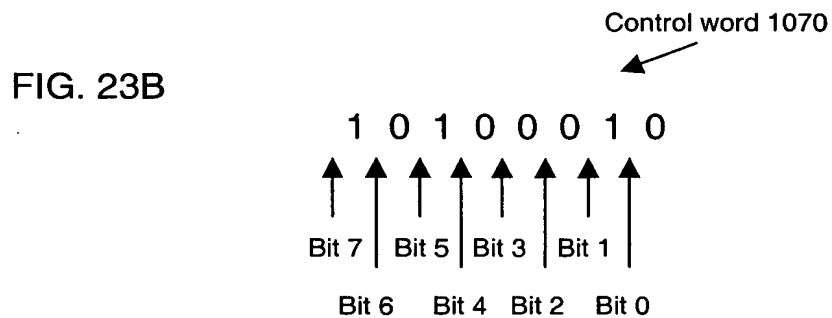 Control word 1070
FIG. 23B
1 0 1 0 0 0 1 0
Bit 7 Bit 5 Bit 3 Bit 1
Bit 6 Bit 4 Bit 2 Bit 0